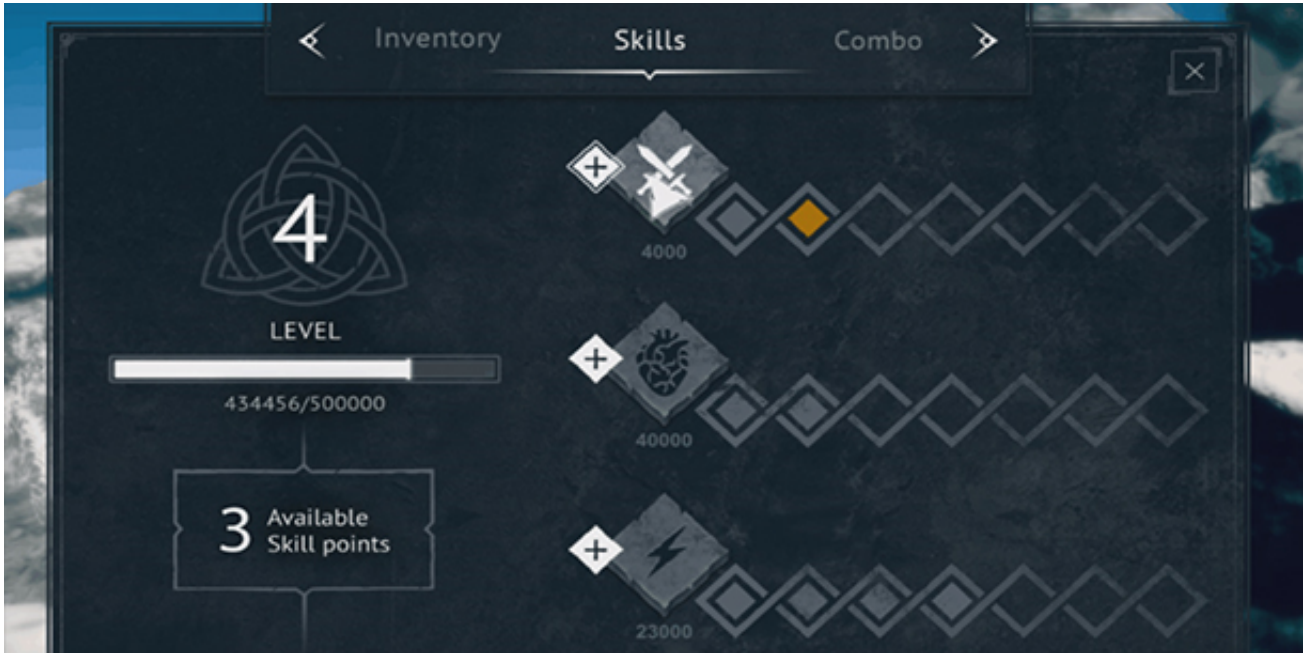 Inventory
Skills
Combo
4
LEVEL
434456/500000
3
Available
Skill points
4000
40000
23000